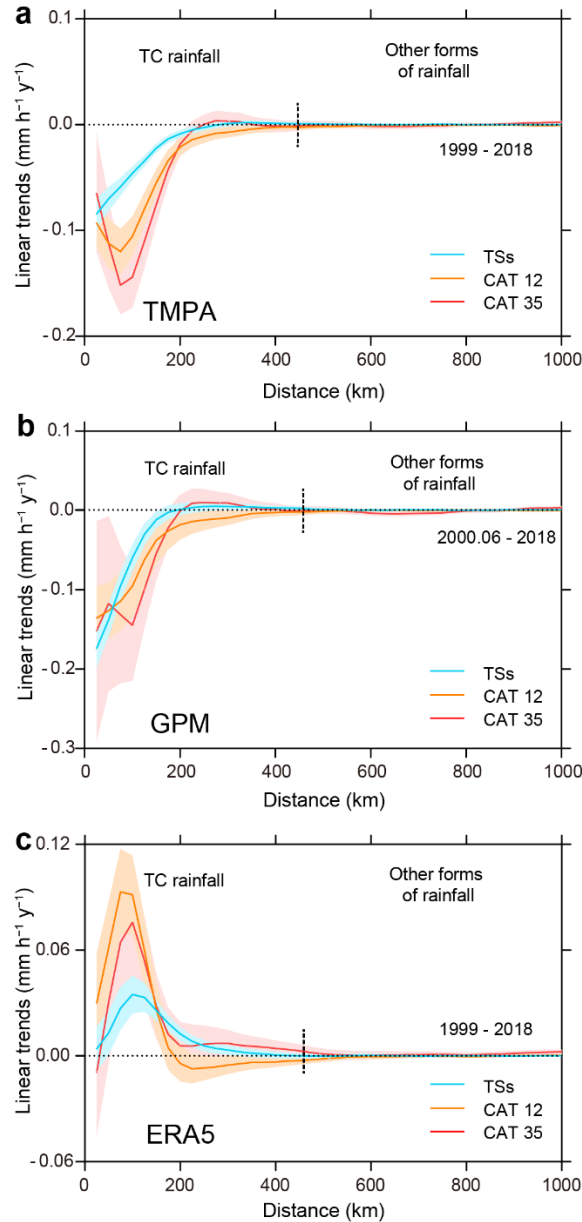 a
0.1
TC rainfall
Other forms
of rainfall
0.0
1999 - 2018
-0.1
TSs
CAT 12
CAT 35
TMPA
-0.2
0 200 400 600 800 1000
Distance (km)
Linear trends (mm h⁻¹ y⁻¹)
b
0.1
TC rainfall
Other forms
of rainfall
0.0
2000.06 - 2018
-0.1
-0.2
TSs
CAT 12
CAT 35
GPM
-0.3
0 200 400 600 800 1000
Distance (km)
Linear trends (mm h⁻¹ y⁻¹)
c
0.12
TC rainfall
Other forms
of rainfall
0.06
1999 - 2018
0.00
TSs
CAT 12
CAT 35
ERA5
-0.06
0 200 400 600 800 1000
Distance (km)
Linear trends (mm h⁻¹ y⁻¹)